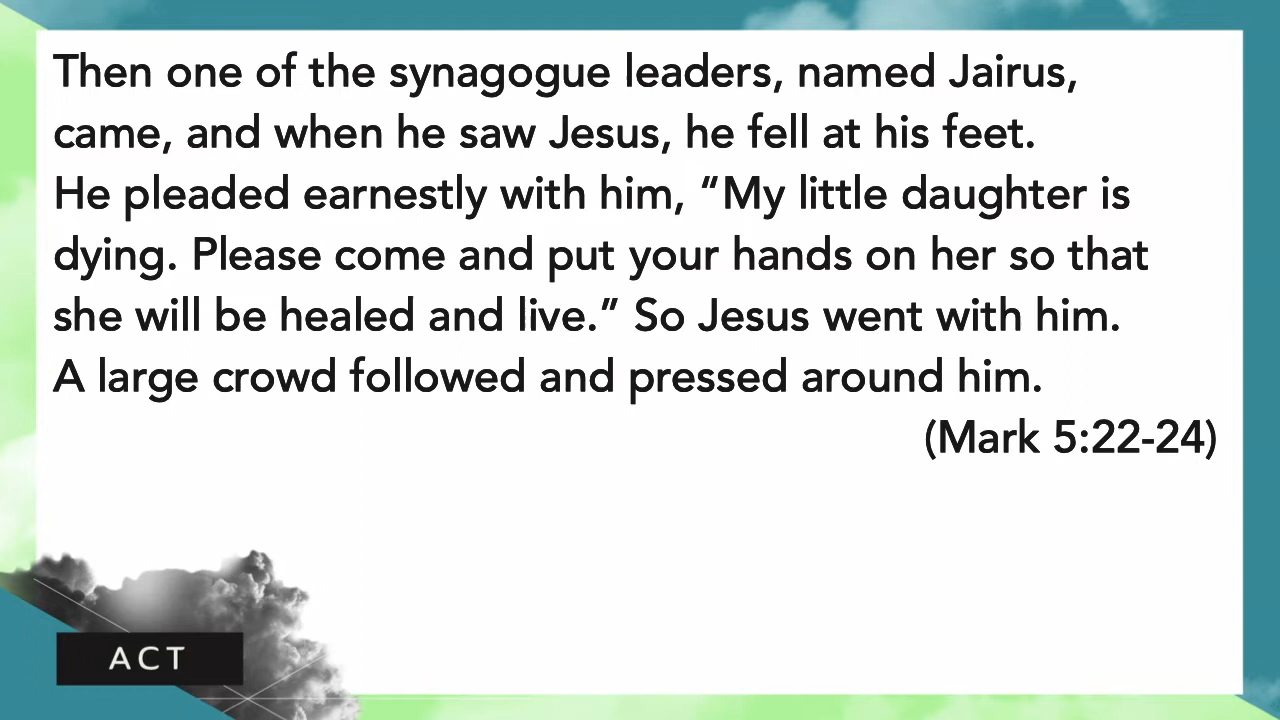 Then one of the synagogue leaders, named Jairus,
came, and when he saw Jesus, he fell at his feet.
He pleaded earnestly with him, “My little daughter is
dying. Please come and put your hands on her so that
she will be healed and live.” So Jesus went with him.
A large crowd followed and pressed around him.
(Mark 5:22-24)
ACT